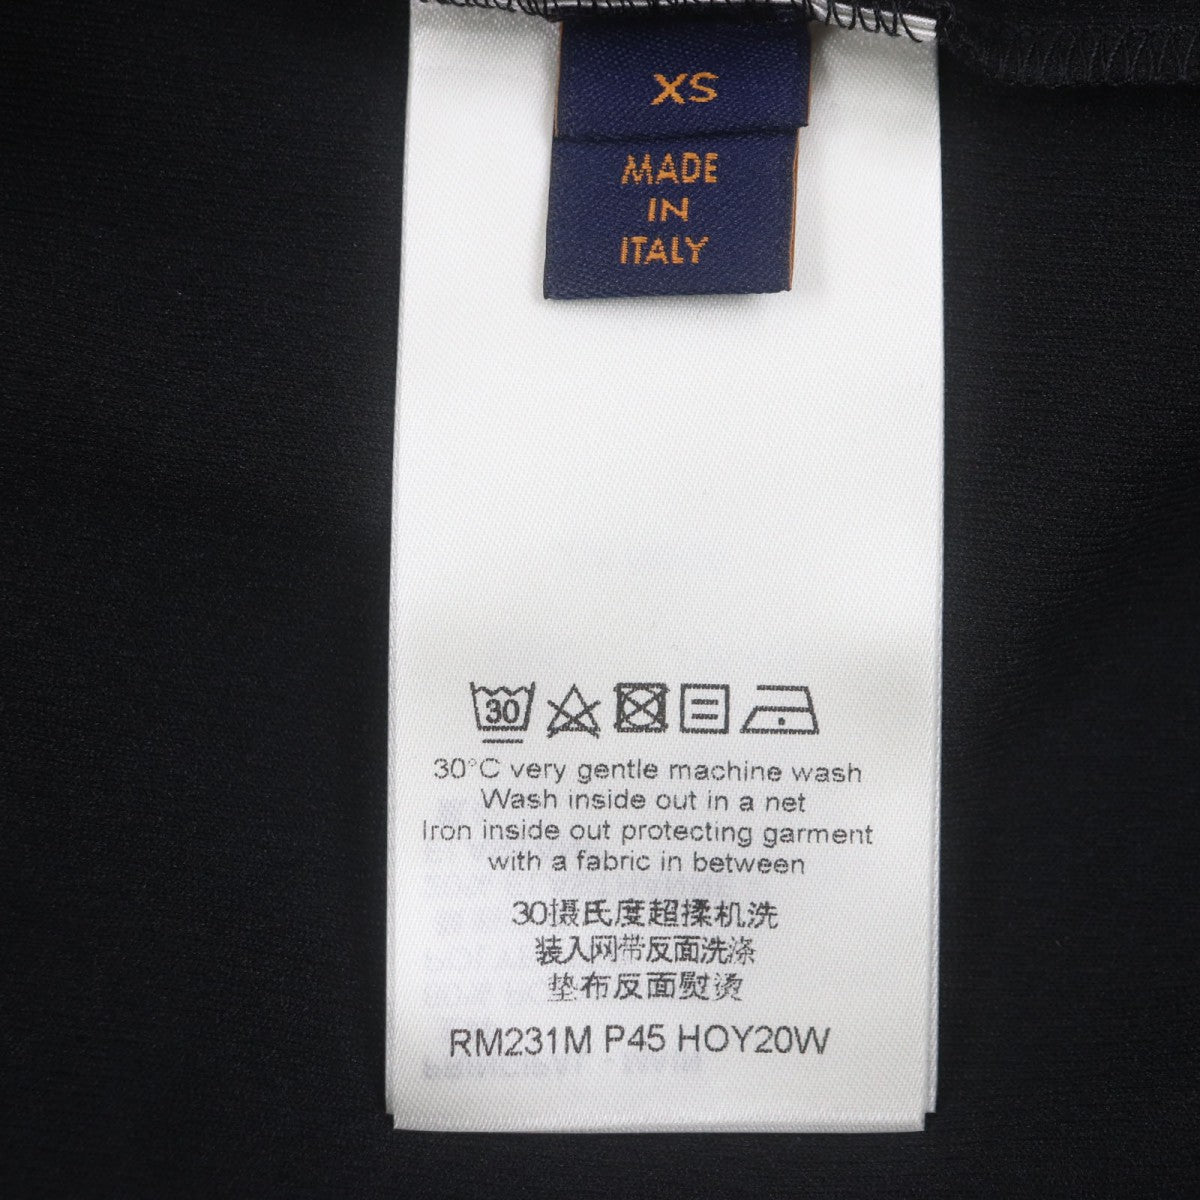 XS
MADE
IN
ITALY
30
30°C very gentle machine wash
Wash inside out in a net
Iron inside out protecting garment
with a fabric in between
30摄氏度超揉机洗
装入网带反面洗涤
垫布反面熨烫
RM231M P45 HOY20W